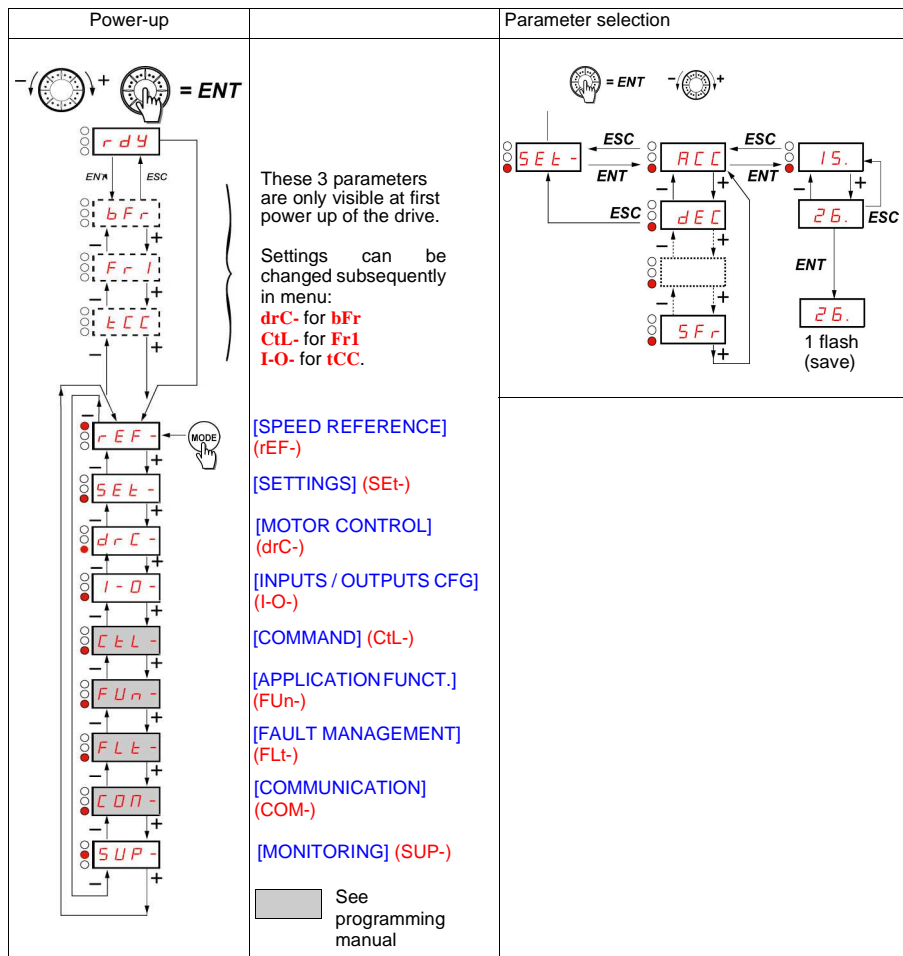 Power-up
Parameter selection
− + = ENT
rdY
ENT ESC
bFr
− +
Fr1
− +
tCC
− +
These 3 parameters
are only visible at first
power up of the drive.
Settings can be
changed subsequently
in menu:
drC- for bFr
CtL- for Fr1
I-O- for tCC.
− rEF- MODE
[SPEED REFERENCE]
(rEF-)
− +
SEt-
[SETTINGS] (SEt-)
− +
drC-
[MOTOR CONTROL]
(drC-)
− +
I-O-
[INPUTS / OUTPUTS CFG]
(I-O-)
− +
CtL-
[COMMAND] (CtL-)
− +
FUn-
[APPLICATION FUNCT.]
(FUn-)
− +
FLt-
[FAULT MANAGEMENT]
(FLt-)
− +
COM-
[COMMUNICATION]
(COM-)
− +
SUP-
[MONITORING] (SUP-)
− +
See
programming
manual
= ENT − +
ESC ESC
SEt- ACC 15.
ENT ENT
− + − +
ESC dEC 26. ESC
− +
ENT
− +
SFr 26.
+
1 flash
(save)